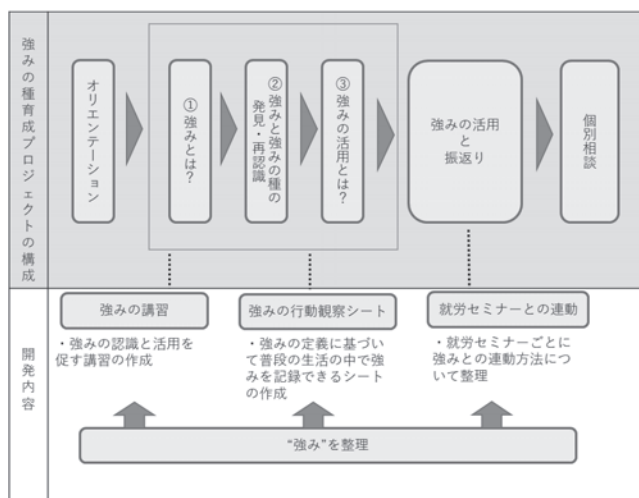 強みの種育成プロジェクトの構成
オリエンテーション
①強みとは？
②強みと強みの種の
発見・再認識
③強みの活用とは？
強みの活用
と
振返り
個別相談
開発内容
強みの講習
・強みの認識と活用を
促す講習の作成
強みの行動観察シート
・強みの定義に基づい
て普段の生活の中で強
みを記録できるシート
の作成
就労セミナーとの連動
・就労セミナーごとに
強みとの連動方法につ
いて整理
“強み”を整理